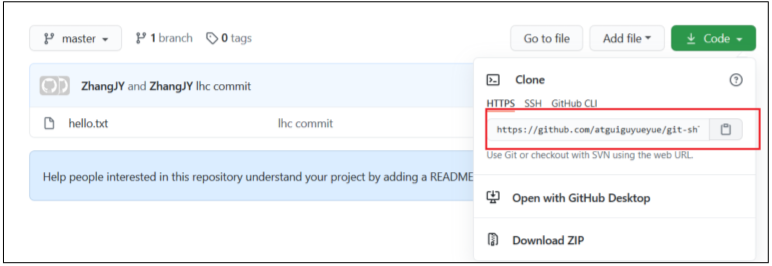 master 1 branch 0 tags Go to file Add file Code
ZhangJY and ZhangJY lhc commit
hello.txt lhc commit
Help people interested in this repository understand your project by adding a README
Clone
HTTPS SSH GitHub CLI
https://github.com/atguiguyueyue/git-sh
Use Git or checkout with SVN using the web URL.
Open with GitHub Desktop
Download ZIP